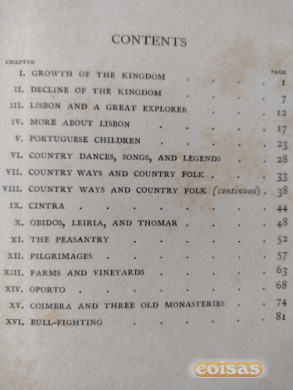 CONTENTS
CHAPTER PAGE
I. GROWTH OF THE KINGDOM . . . . 1
II. DECLINE OF THE KINGDOM . . . . 7
III. LISBON AND A GREAT EXPLORER . . . 12
IV. MORE ABOUT LISBON . . . . . 17
V. PORTUGUESE CHILDREN . . . . 23
VI. COUNTRY DANCES, SONGS, AND LEGENDS . . 28
VII. COUNTRY WAYS AND COUNTRY FOLK . . . 33
VIII. COUNTRY WAYS AND COUNTRY FOLK (continued) . 38
IX. CINTRA . . . . . . 44
X. OBIDOS, LEIRIA, AND THOMAR . . . 48
XI. THE PEASANTRY . . . . . 52
XII. PILGRIMAGES . . . . . 57
XIII. FARMS AND VINEYARDS . . . . 63
XIV. OPORTO . . . . . . 68
XV. COIMBRA AND THREE OLD MONASTERIES . . 74
XVI. BULL-FIGHTING . . . . . 81
coisas